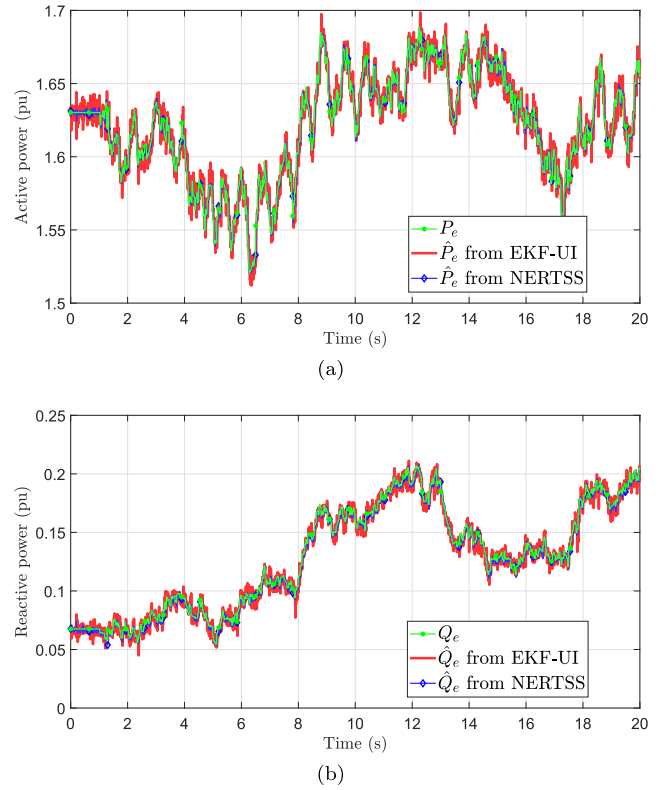 1.7
1.65
1.6
1.55
1.5
Active power (pu)
P_e
P̂_e from EKF-UI
P̂_e from NERTSS
0 2 4 6 8 10 12 14 16 18 20
Time (s)
(a)
0.25
0.2
0.15
0.1
0.05
0
Reactive power (pu)
Q_e
Q̂_e from EKF-UI
Q̂_e from NERTSS
0 2 4 6 8 10 12 14 16 18 20
Time (s)
(b)